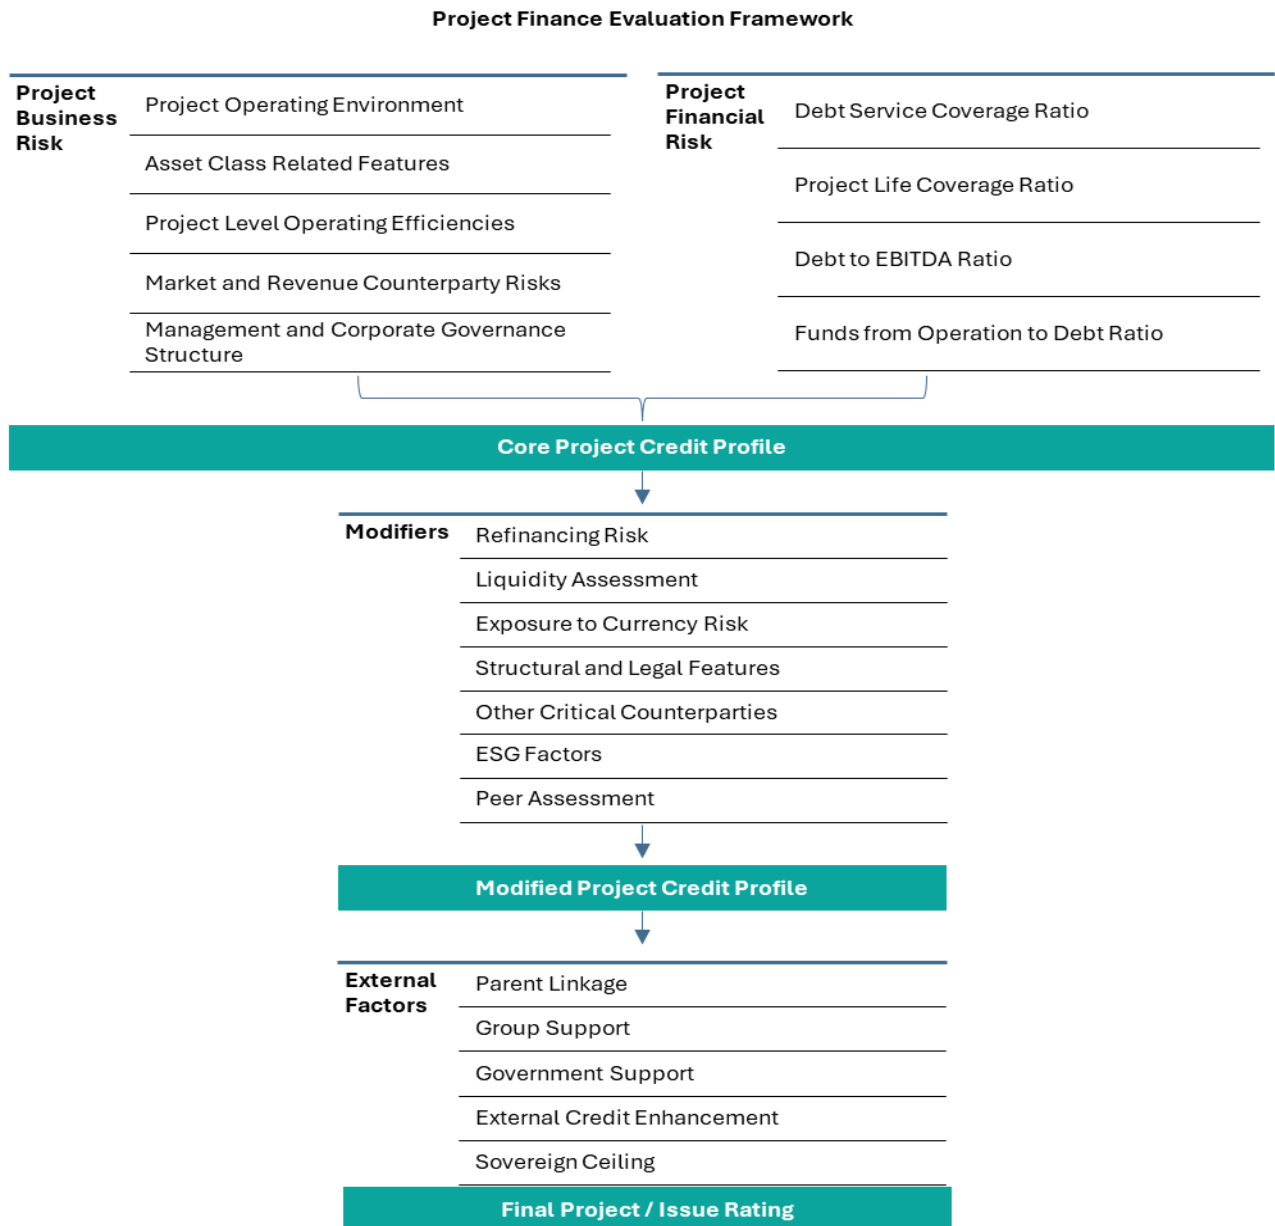 Project Finance Evaluation Framework
Project
Business
Risk
Project Operating Environment
Asset Class Related Features
Project Level Operating Efficiencies
Market and Revenue Counterparty Risks
Management and Corporate Governance
Structure
Project
Financial
Risk
Debt Service Coverage Ratio
Project Life Coverage Ratio
Debt to EBITDA Ratio
Funds from Operation to Debt Ratio
Core Project Credit Profile
Modifiers
Refinancing Risk
Liquidity Assessment
Exposure to Currency Risk
Structural and Legal Features
Other Critical Counterparties
ESG Factors
Peer Assessment
Modified Project Credit Profile
External
Factors
Parent Linkage
Group Support
Government Support
External Credit Enhancement
Sovereign Ceiling
Final Project / Issue Rating